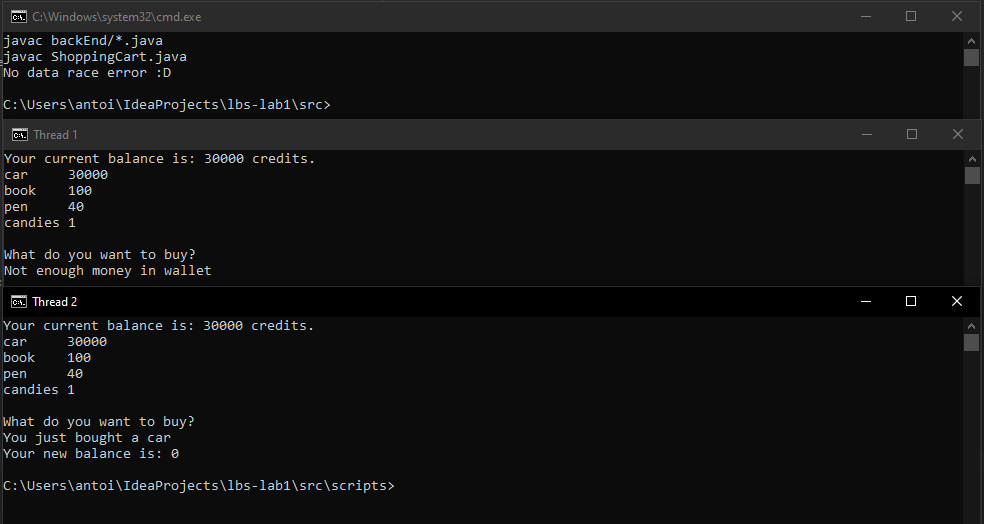 C:\Windows\system32\cmd.exe
javac backEnd/*.java
javac ShoppingCart.java
No data race error :D
C:\Users\antoi\IdeaProjects\lbs-lab1\src>
Thread 1
Your current balance is: 30000 credits.
car 30000
book 100
pen 40
candies 1
What do you want to buy?
Not enough money in wallet
Thread 2
Your current balance is: 30000 credits.
car 30000
book 100
pen 40
candies 1
What do you want to buy?
You just bought a car
Your new balance is: 0
C:\Users\antoi\IdeaProjects\lbs-lab1\src\scripts>